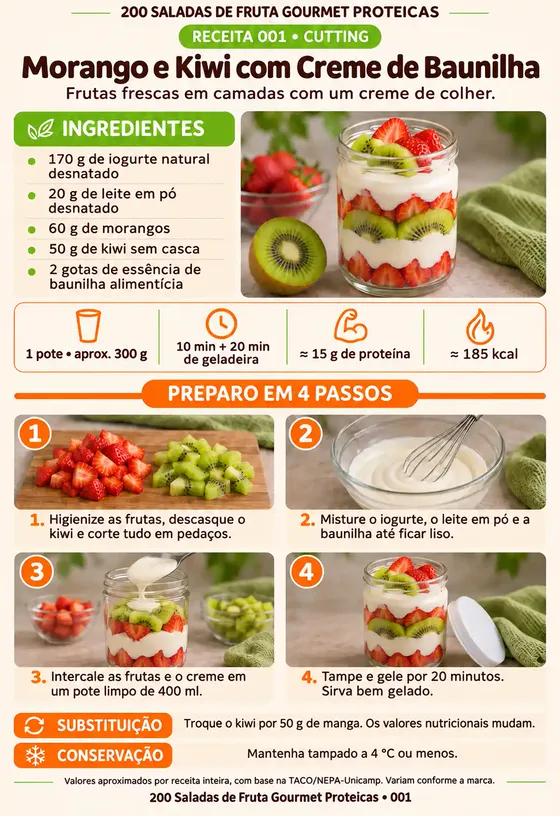 200 SALADAS DE FRUTA GOURMET PROTEICAS
RECEITA 001 • CUTTING
Morango e Kiwi com Creme de Baunilha
Frutas frescas em camadas com um creme de colher.
INGREDIENTES
170 g de iogurte natural
desnatado
20 g de leite em pó
desnatado
60 g de morangos
50 g de kiwi sem casca
2 gotas de essência de
baunilha alimentícia
1 pote • aprox. 300 g
10 min + 20 min
de geladeira
≈ 15 g de proteína
≈ 185 kcal
PREPARO EM 4 PASSOS
1
1. Higienize as frutas, descasque o
kiwi e corte tudo em pedaços.
2
2. Misture o iogurte, o leite em pó e a
baunilha até ficar liso.
3
3. Intercale as frutas e o creme em
um pote limpo de 400 ml.
4
4. Tampe e gele por 20 minutos.
Sirva bem gelado.
SUBSTITUIÇÃO
Troque o kiwi por 50 g de manga. Os valores nutricionais mudam.
CONSERVAÇÃO
Mantenha tampado a 4 °C ou menos.
Valores aproximados por receita inteira, com base na TACO/NEPA-Unicamp. Variam conforme a marca.
200 Saladas de Fruta Gourmet Proteicas • 001